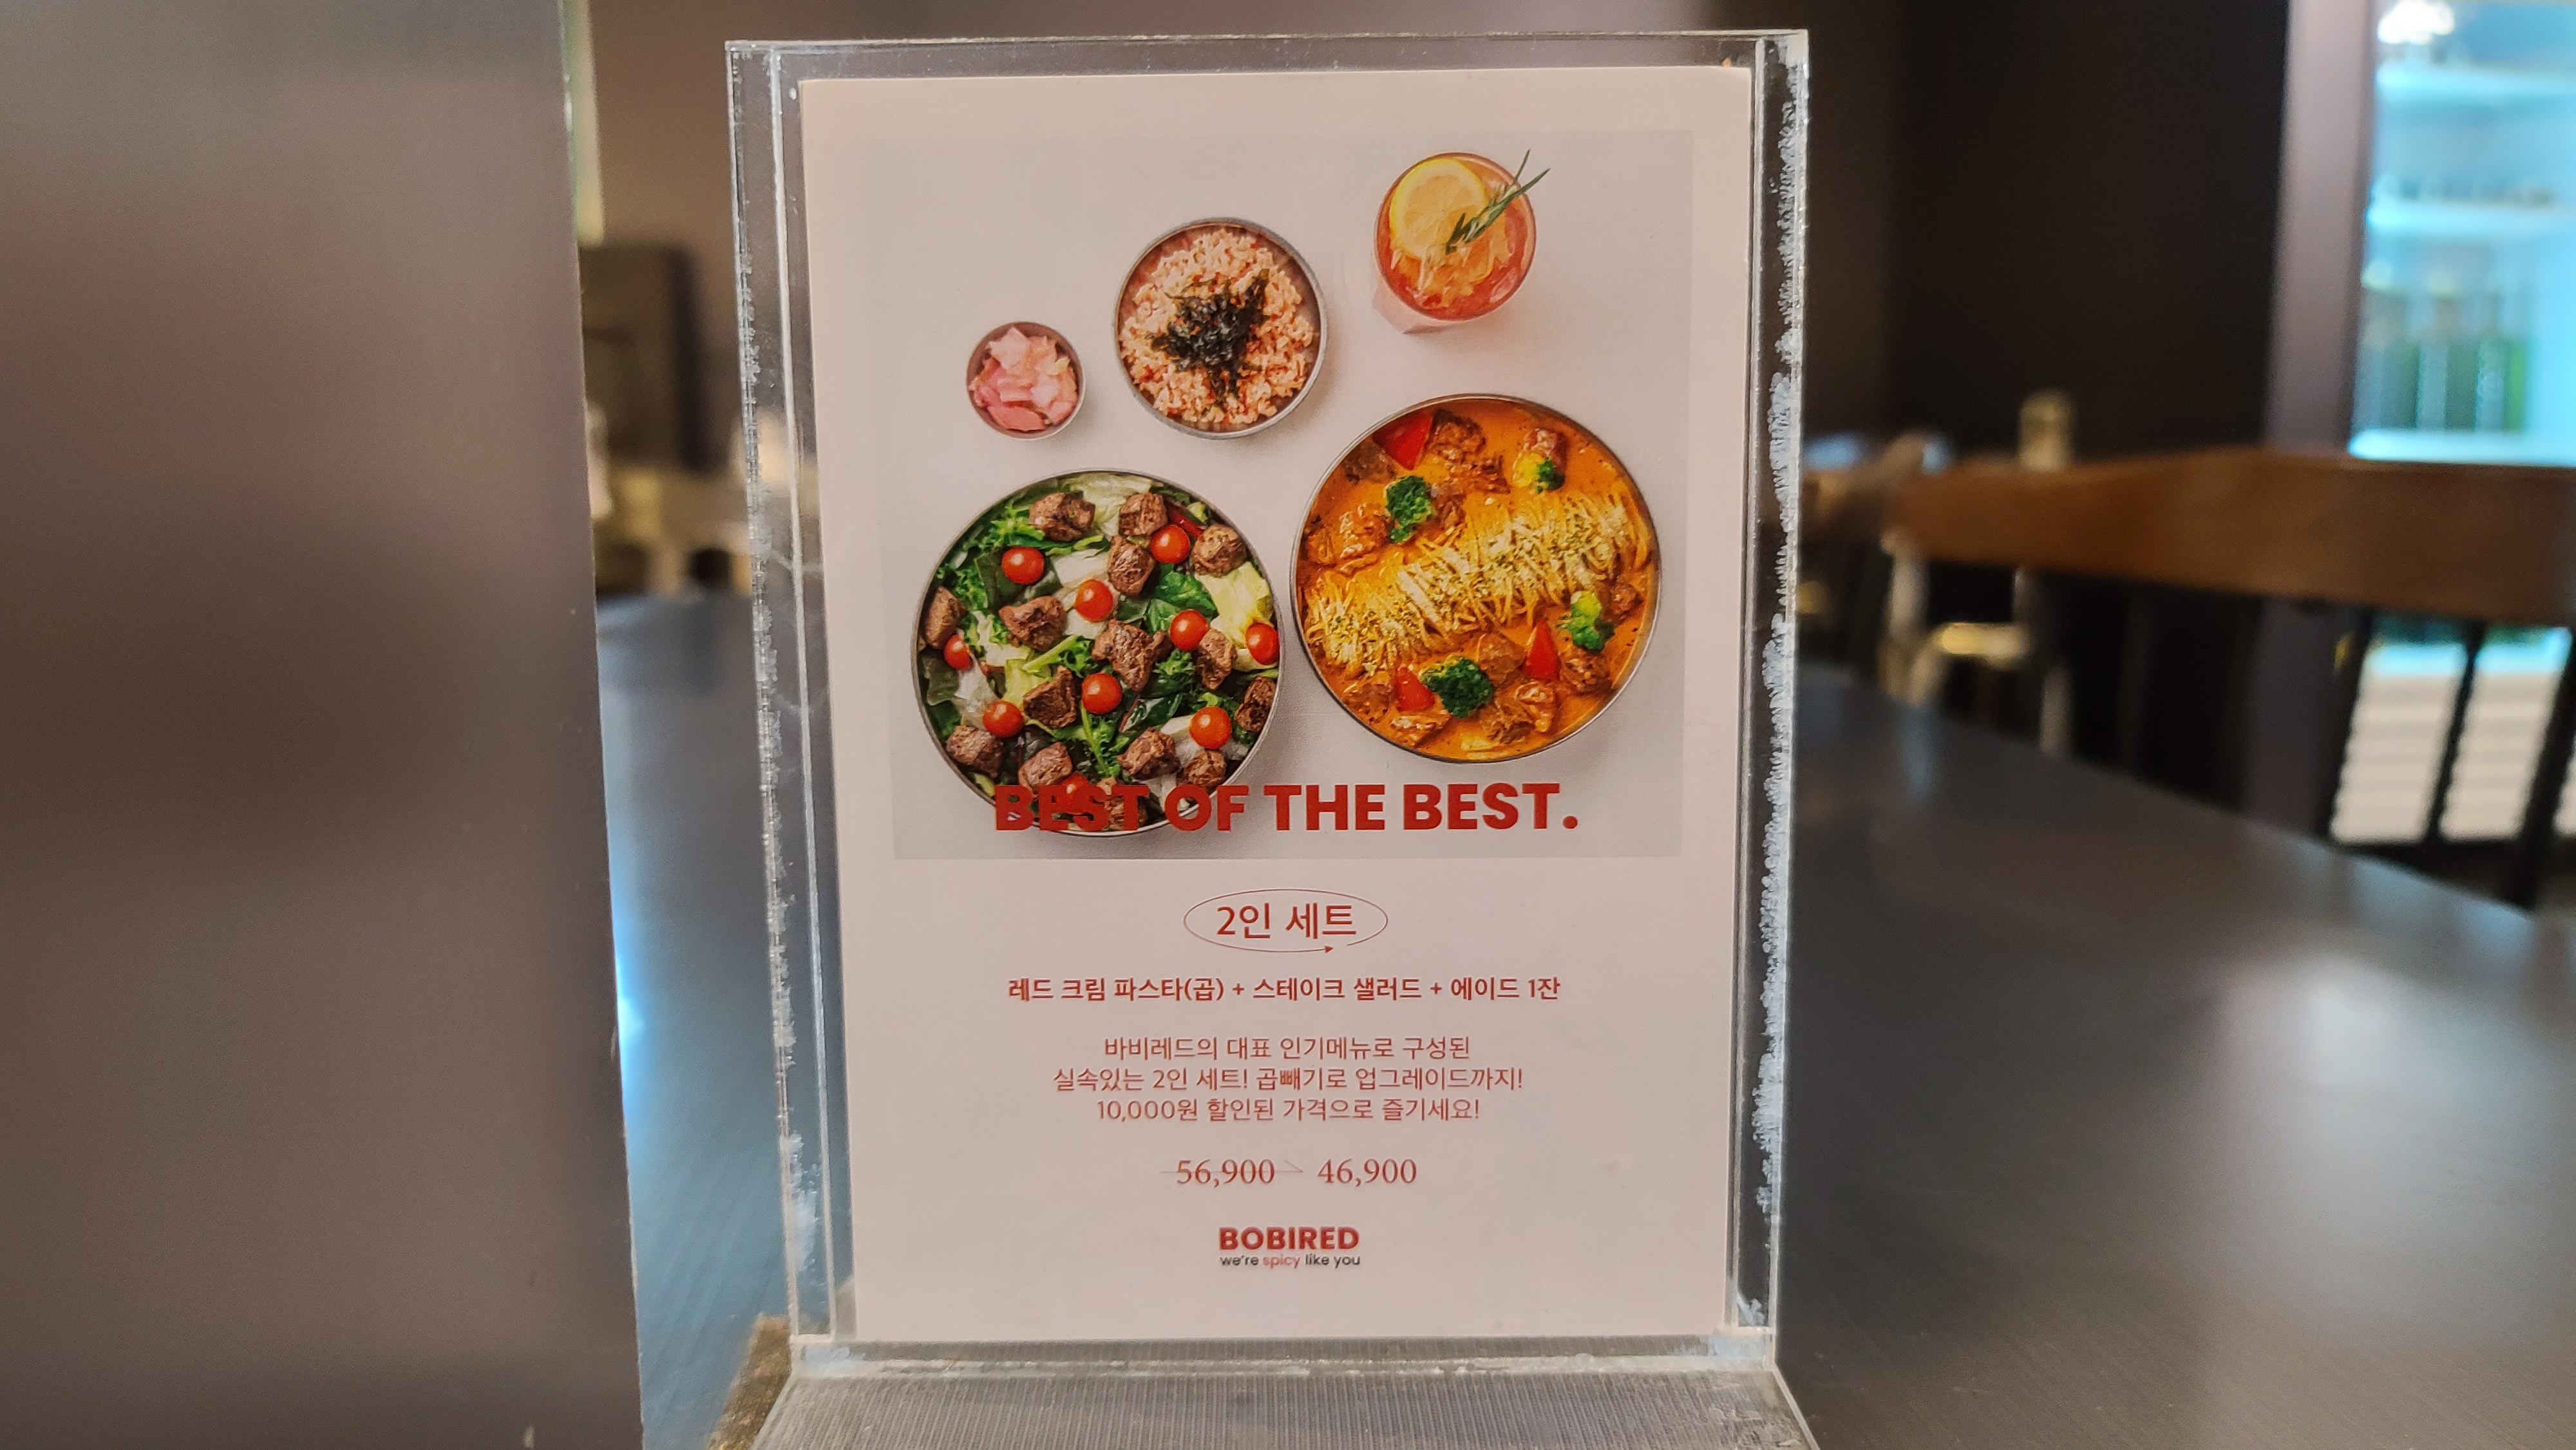 BEST OF THE BEST.
2인 세트
레드 크림 파스타(곱) + 스테이크 샐러드 + 에이드 1잔
바비레드의 대표 인기메뉴로 구성된
실속있는 2인 세트! 곱빼기로 업그레이드까지!
10,000원 할인된 가격으로 즐기세요!
56,900 46,900
BOBIRED
we're spicy like you